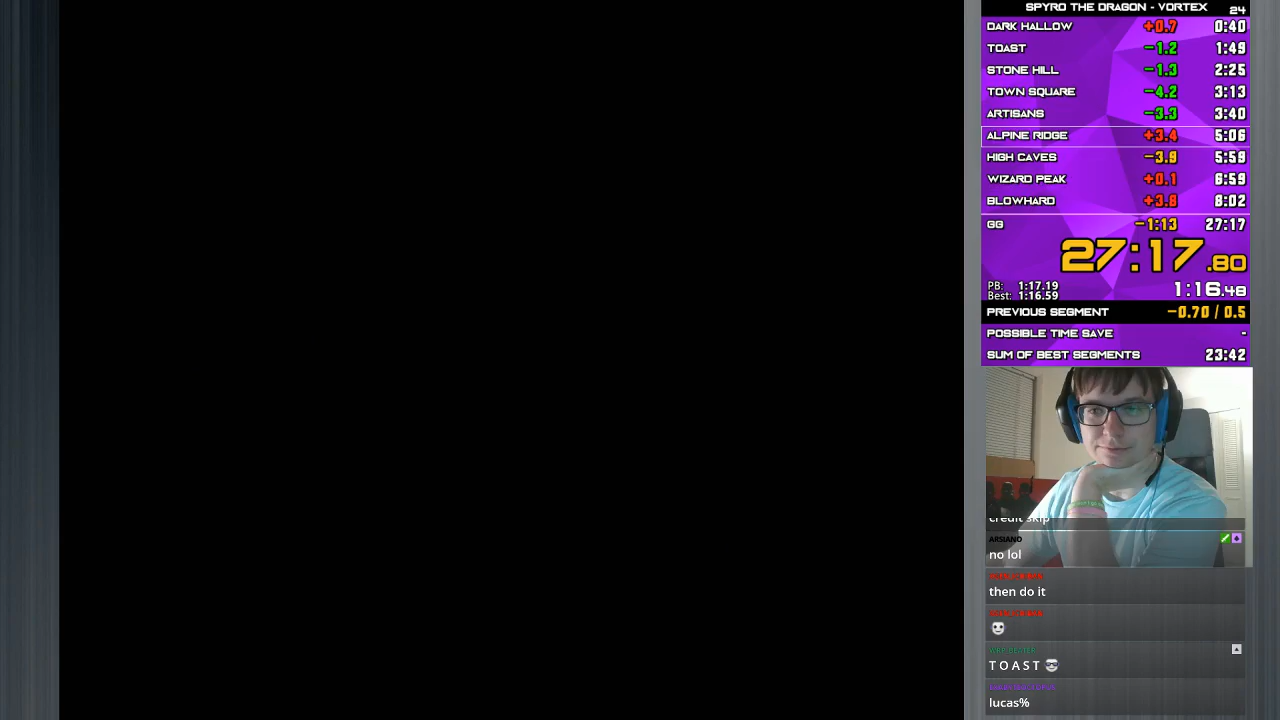 SPYRO THE DRAGON - VORTEX 24
DARK HALLOW +0.7 0:40
TOAST -1.2 1:49
STONE HILL -1.3 2:25
TOWN SQUARE -4.2 3:13
ARTISANS -3.3 3:40
ALPINE RIDGE +3.4 5:06
HIGH CAVES -3.9 5:59
WIZARD PEAK +0.1 6:59
BLOWHARD +3.8 8:02
GG -1:13 27:17
27:17.80
PB: 1:17.19
Best: 1:16.59
1:16.48
PREVIOUS SEGMENT -0.70 / 0.5
POSSIBLE TIME SAVE -
SUM OF BEST SEGMENTS 23:42
credit skip
ARSIANO
no lol
then do it
T O A S T
lucas%